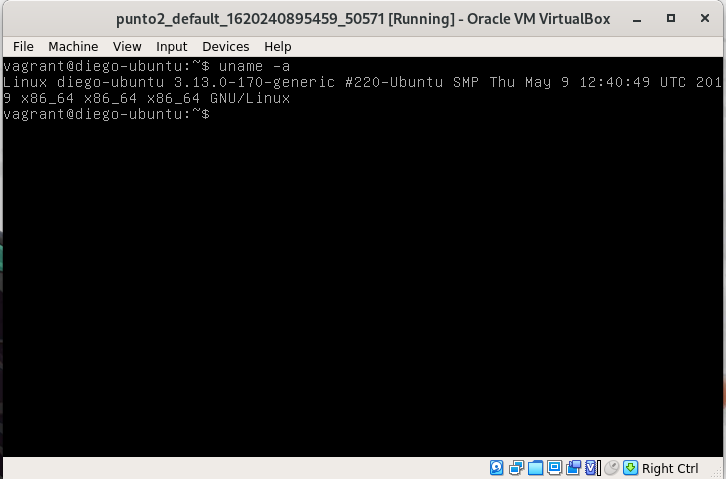 punto2_default_1620240895459_50571 [Running] - Oracle VM VirtualBox
File Machine View Input Devices Help
vagrant@diego-ubuntu:~$ uname -a
Linux diego-ubuntu 3.13.0-170-generic #220-Ubuntu SMP Thu May 9 12:40:49 UTC 201
9 x86_64 x86_64 x86_64 GNU/Linux
vagrant@diego-ubuntu:~$
Right Ctrl